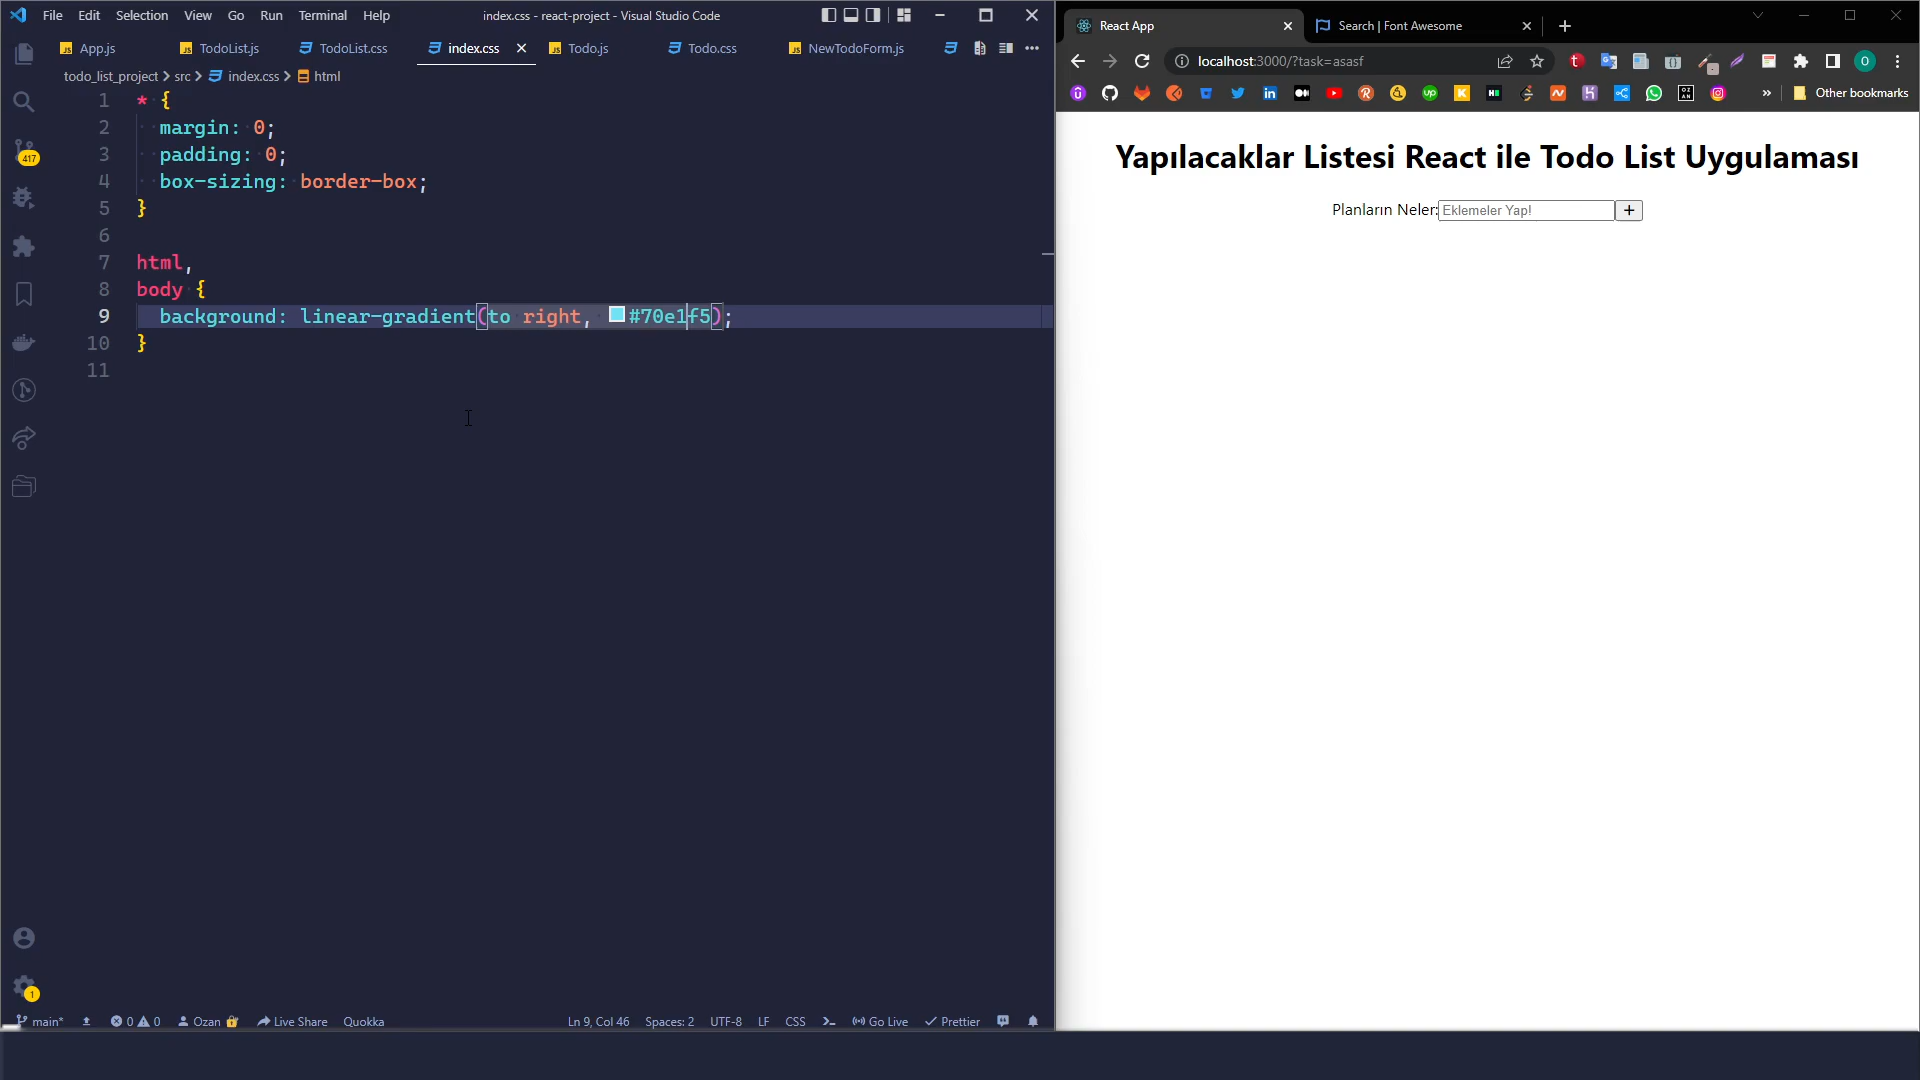 File Edit Selection View Go Run Terminal Help
index.css - react-project - Visual Studio Code
App.js TodoList.js TodoList.css index.css Todo.js Todo.css NewTodoForm.js
todo_list_project > src > index.css > html
1 * {
2 margin: 0;
3 padding: 0;
4 box-sizing: border-box;
5 }
6
7 html,
8 body {
9 background: linear-gradient(to right, #70e1f5);
10 }
11
417
1
main* 0 0 Ozan Live Share Quokka
Ln 9, Col 46 Spaces: 2 UTF-8 LF CSS Go Live Prettier
React App Search | Font Awesome
localhost:3000/?task=asasf
Other bookmarks
Yapılacaklar Listesi React ile Todo List Uygulaması
Planların Neler: Eklemeler Yap! +